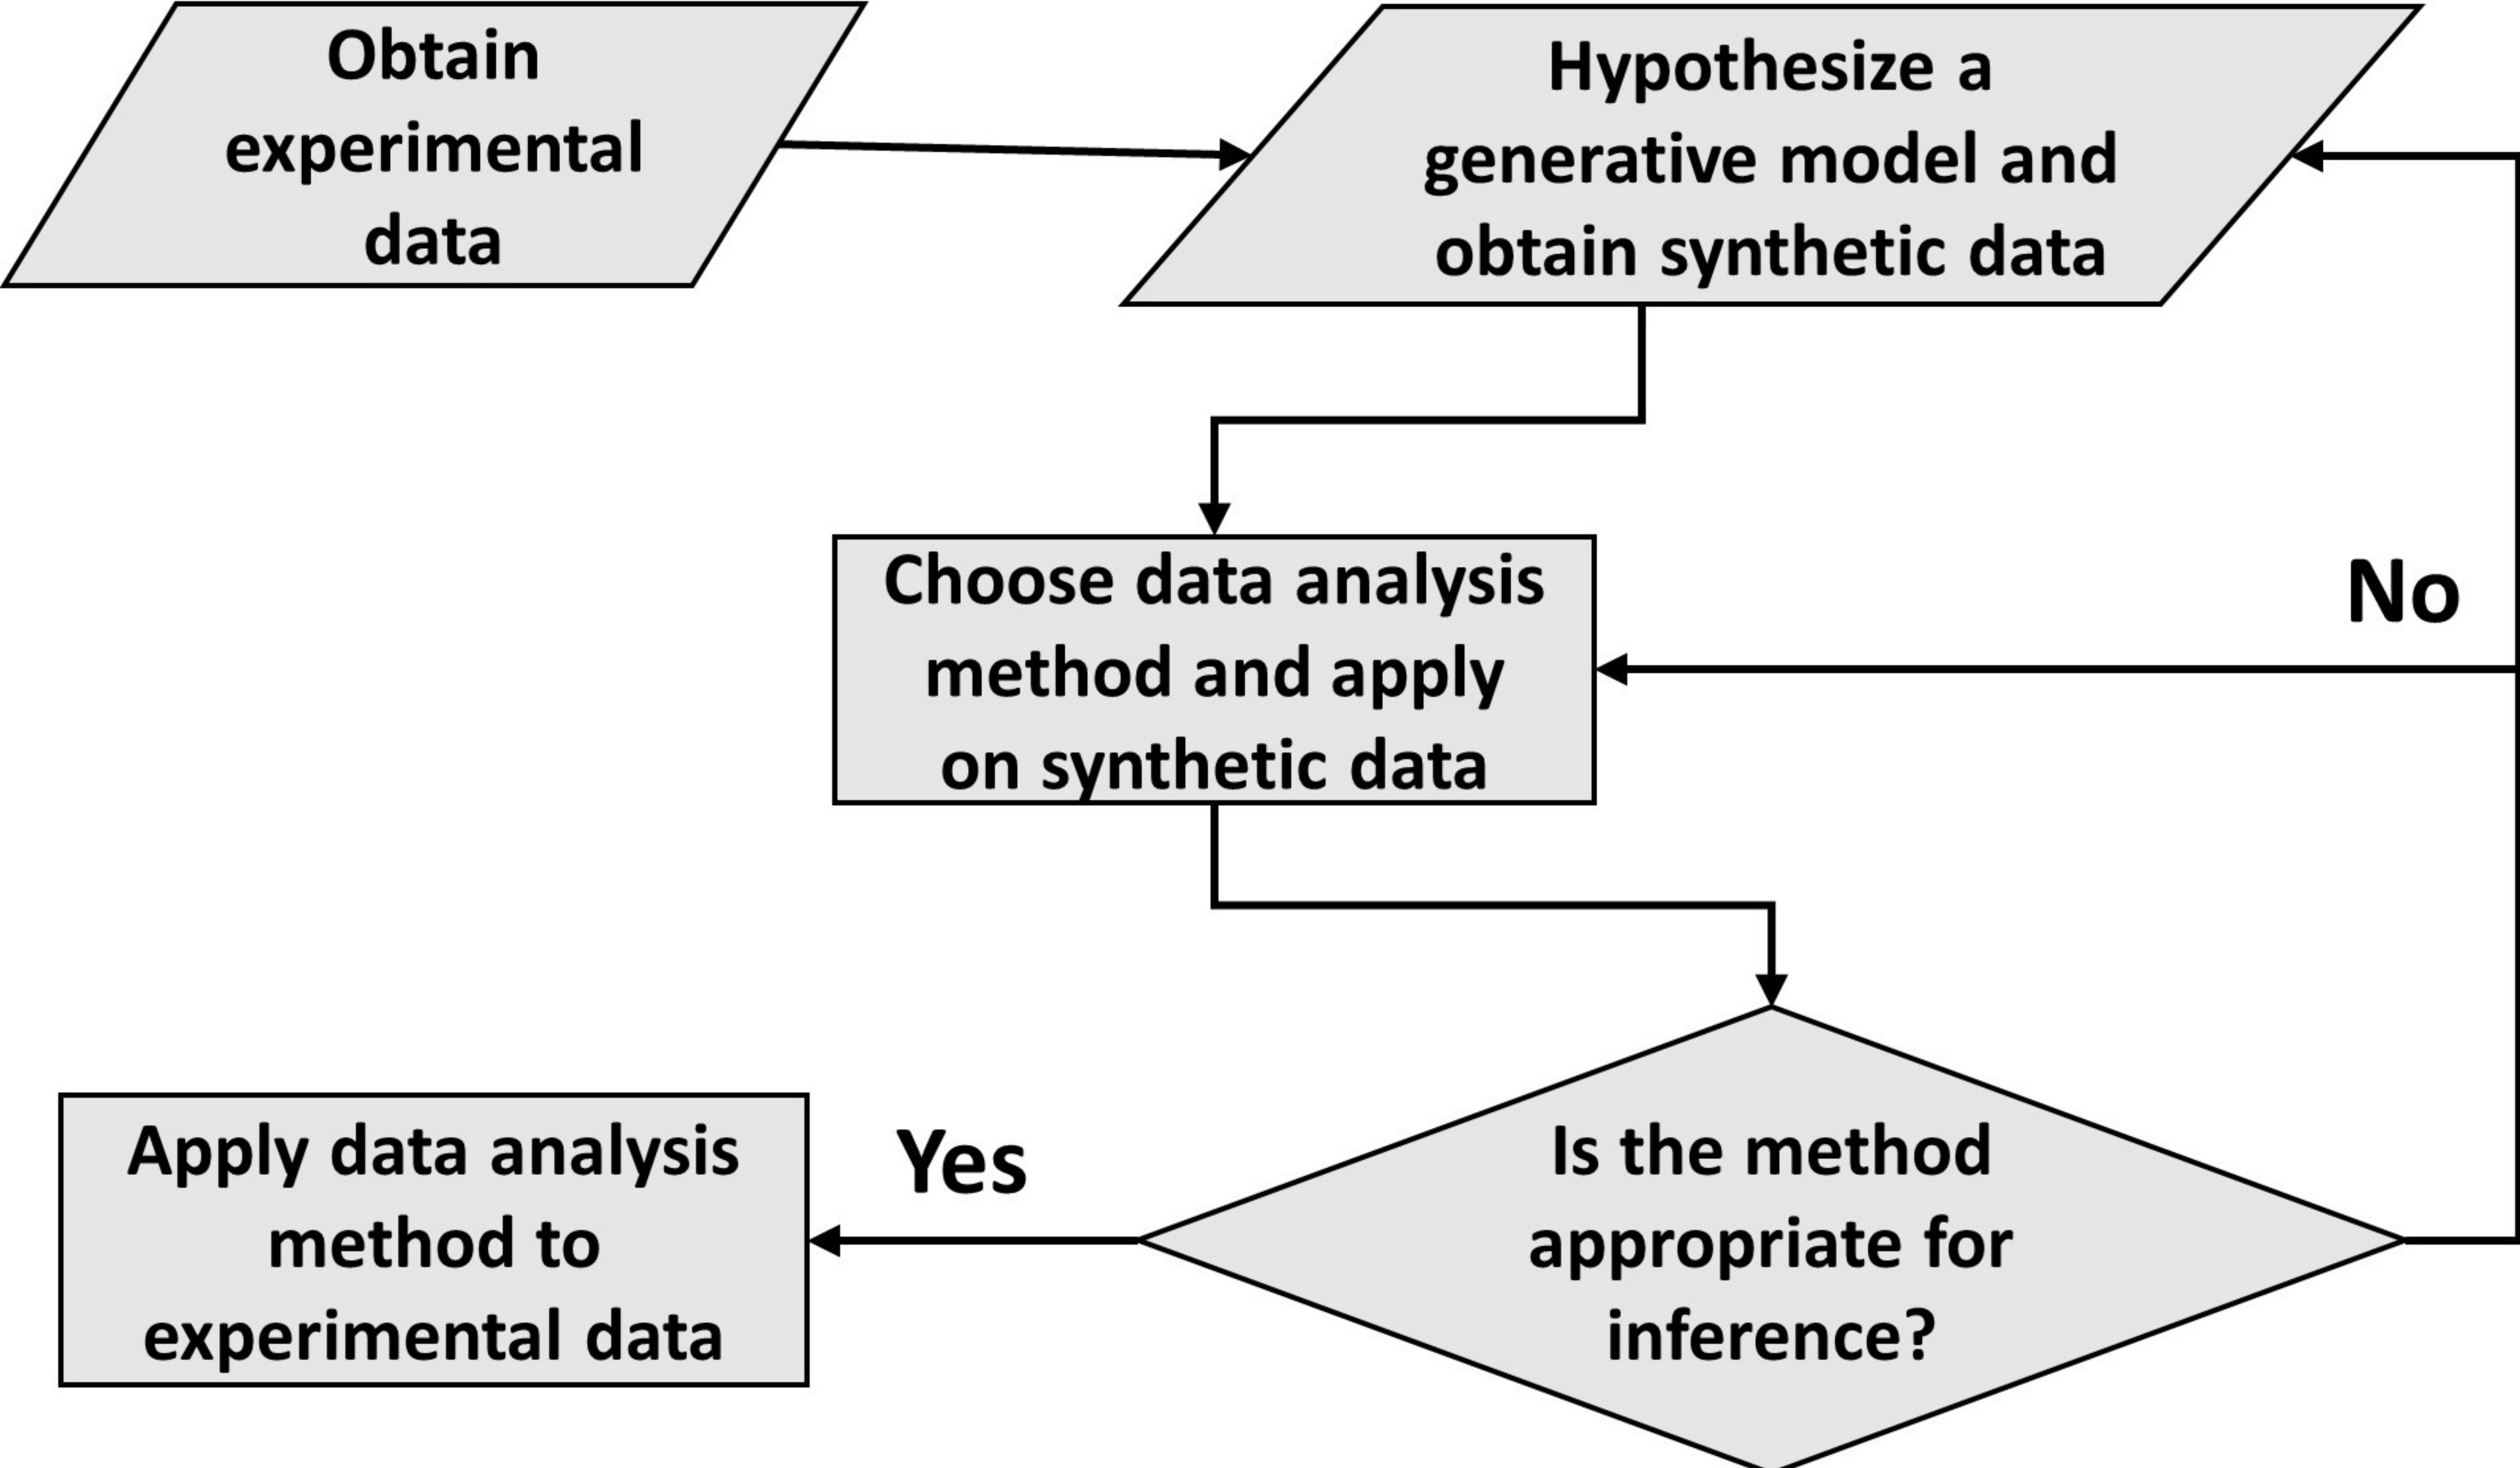 Obtain
experimental
data
Hypothesize a
generative model and
obtain synthetic data
Choose data analysis
method and apply
on synthetic data
No
Is the method
appropriate for
inference?
Yes
Apply data analysis
method to
experimental data